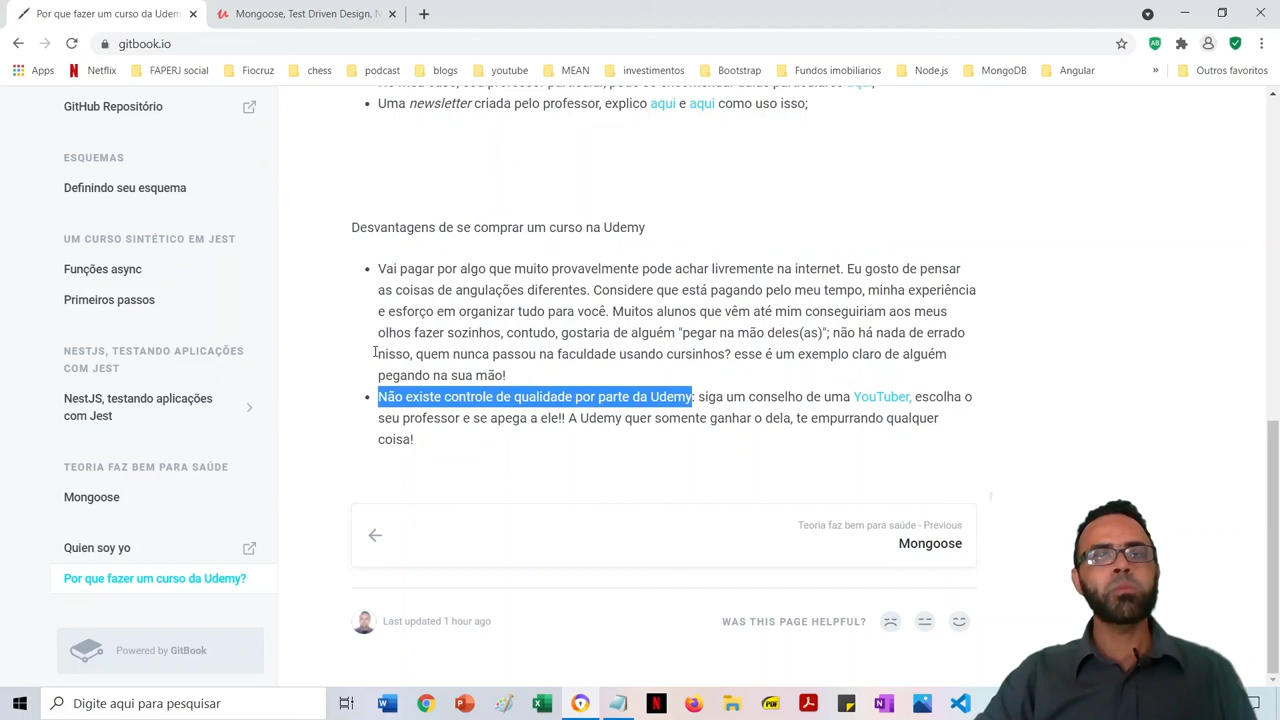 Por que fazer um curso da Udem
Mongoose, Test Driven Design, N
gitbook.io
Apps
Netflix
FAPERJ social
Fiocruz
chess
podcast
blogs
youtube
MEAN
investimentos
Bootstrap
Fundos imobiliarios
Node.js
MongoDB
Angular
»
Outros favoritos
GitHub Repositório
ESQUEMAS
Definindo seu esquema
UM CURSO SINTÉTICO EM JEST
Funções async
Primeiros passos
NESTJS, TESTANDO APLICAÇÕES
COM JEST
NestJS, testando aplicações
com Jest
TEORIA FAZ BEM PARA SAÚDE
Mongoose
Quien soy yo
Por que fazer um curso da Udemy?
Powered by GitBook
Uma newsletter criada pelo professor, explico aqui e aqui como uso isso;
Desvantagens de se comprar um curso na Udemy
Vai pagar por algo que muito provavelmente pode achar livremente na internet. Eu gosto de pensar
as coisas de angulações diferentes. Considere que está pagando pelo meu tempo, minha experiência
e esforço em organizar tudo para você. Muitos alunos que vêm até mim conseguiriam aos meus
olhos fazer sozinhos, contudo, gostaria de alguém "pegar na mão deles(as)"; não há nada de errado
nisso, quem nunca passou na faculdade usando cursinhos? esse é um exemplo claro de alguém
pegando na sua mão!
Não existe controle de qualidade por parte da Udemy: siga um conselho de uma YouTuber, escolha o
seu professor e se apega a ele!! A Udemy quer somente ganhar o dela, te empurrando qualquer
coisa!
Teoria faz bem para saúde - Previous
Mongoose
Last updated 1 hour ago
WAS THIS PAGE HELPFUL?
Digite aqui para pesquisar